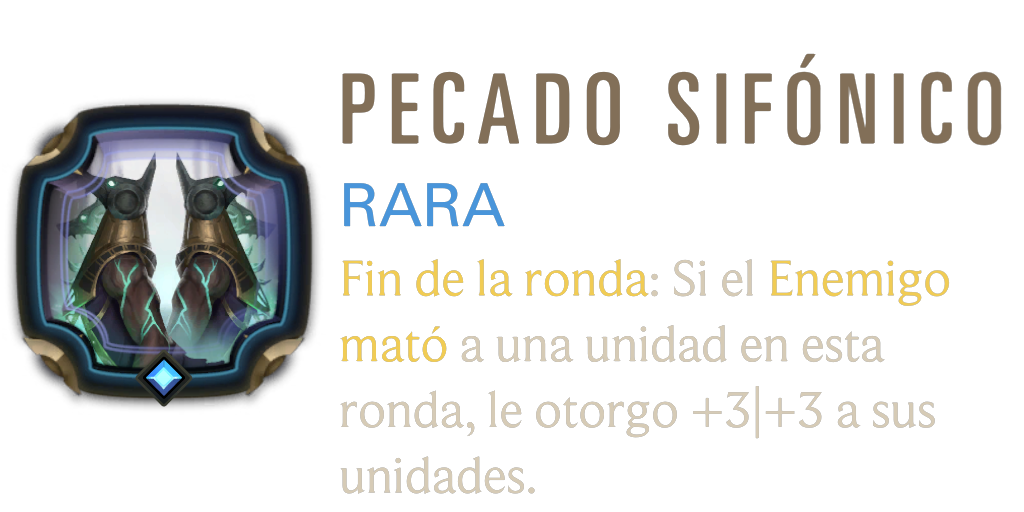 PECADO SIFÓNICO
RARA
Fin de la ronda: Si el Enemigo
mató a una unidad en esta
ronda, le otorgo +3|+3 a sus
unidades.